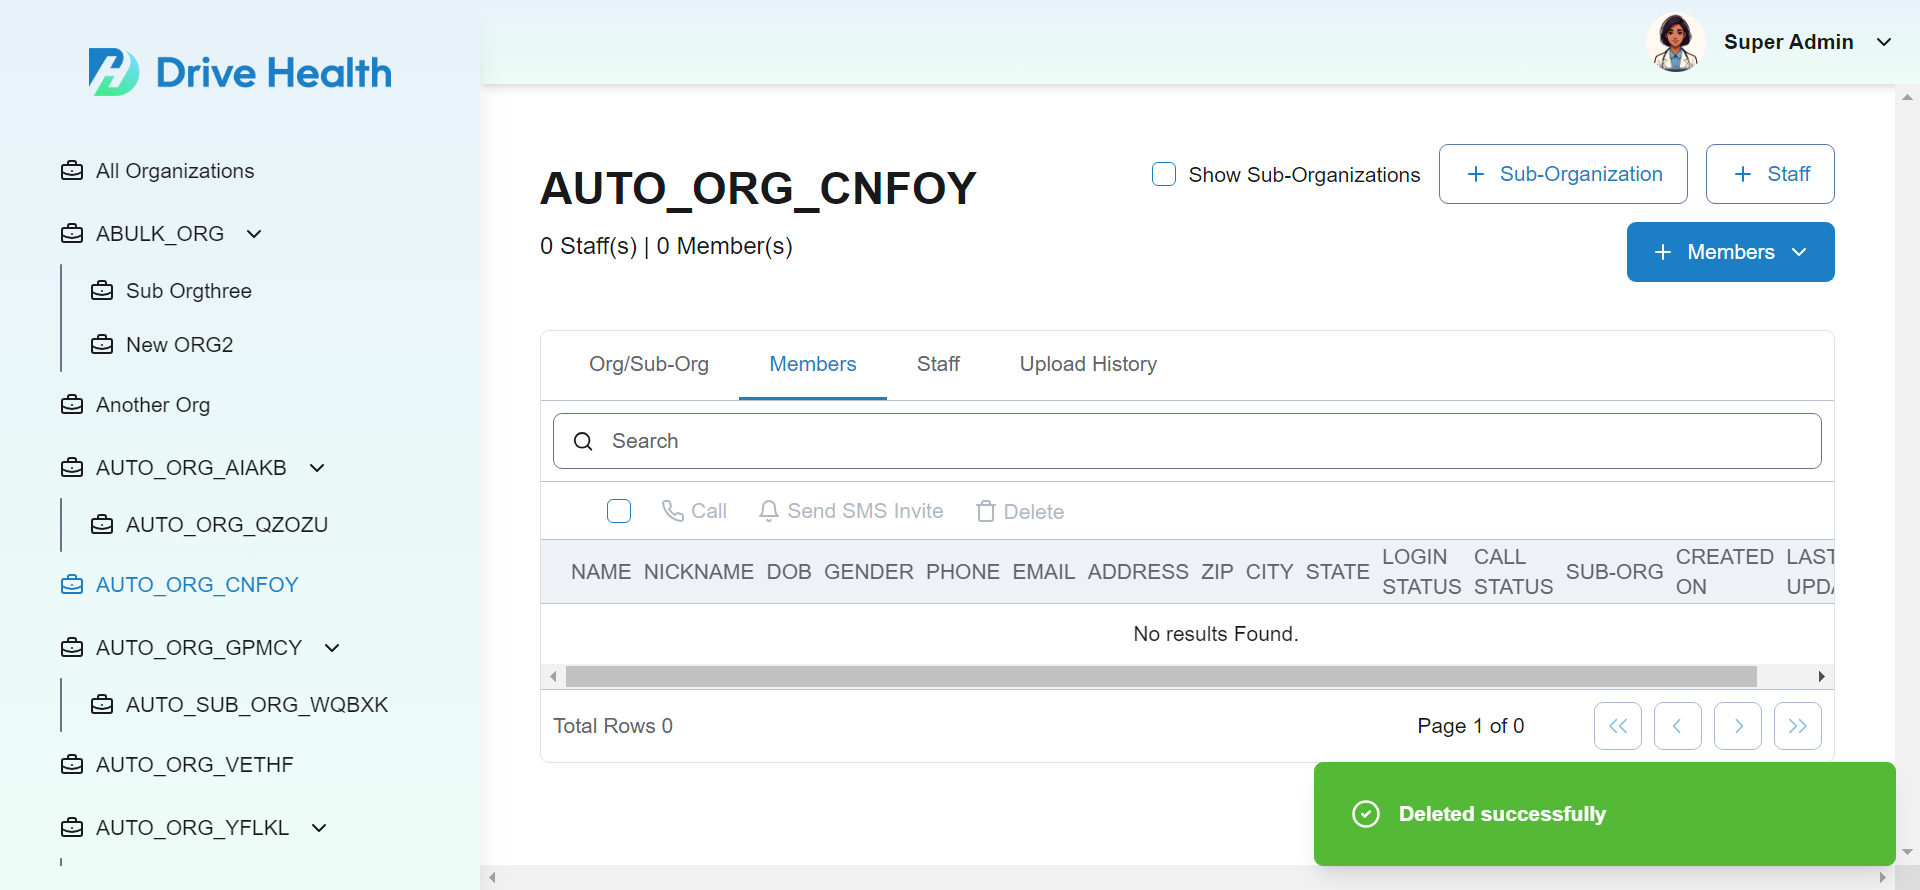 Drive Health
Super Admin
All Organizations
ABULK_ORG
Sub Orgthree
New ORG2
Another Org
AUTO_ORG_AIAKB
AUTO_ORG_QZOZU
AUTO_ORG_CNFOY
AUTO_ORG_GPMCY
AUTO_SUB_ORG_WQBXK
AUTO_ORG_VETHF
AUTO_ORG_YFLKL
AUTO_ORG_CNFOY
0 Staff(s) | 0 Member(s)
Show Sub-Organizations
Sub-Organization
Staff
Members
Org/Sub-Org Members Staff Upload History
Search
Call Send SMS Invite Delete
NAME NICKNAME DOB GENDER PHONE EMAIL ADDRESS ZIP CITY STATE LOGIN STATUS CALL STATUS SUB-ORG CREATED ON LAST UPDA
No results Found.
Total Rows 0
Page 1 of 0
Deleted successfully